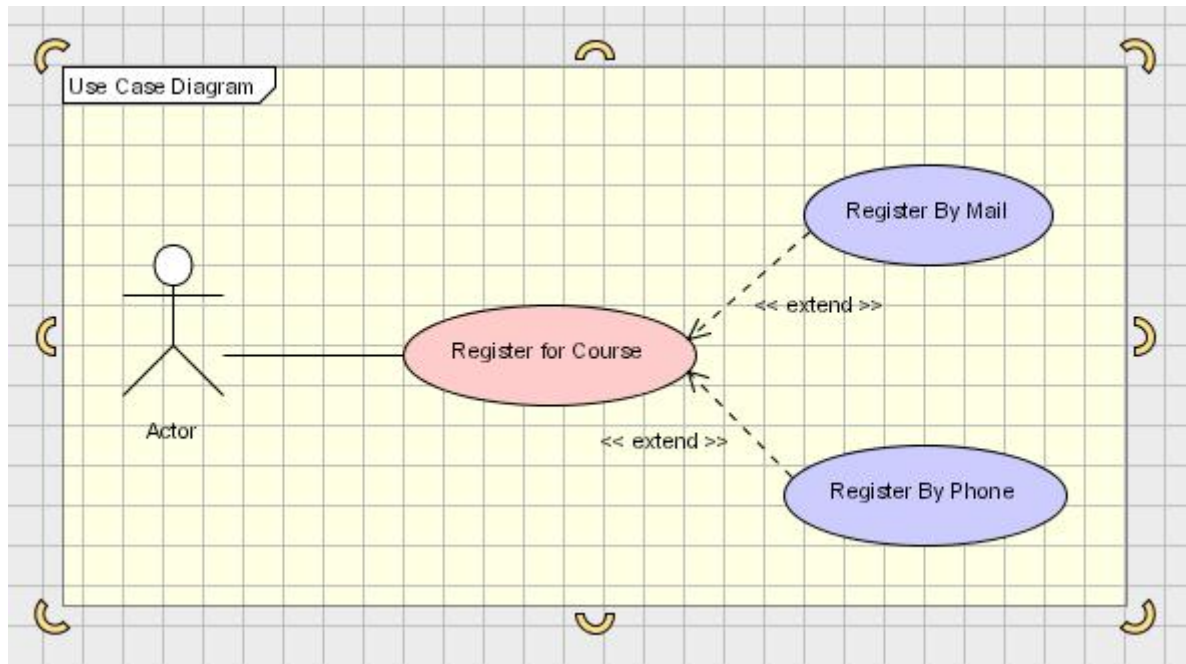 Use Case Diagram
Register By Mail
<< extend >>
Register for Course
Actor
<< extend >>
Register By Phone